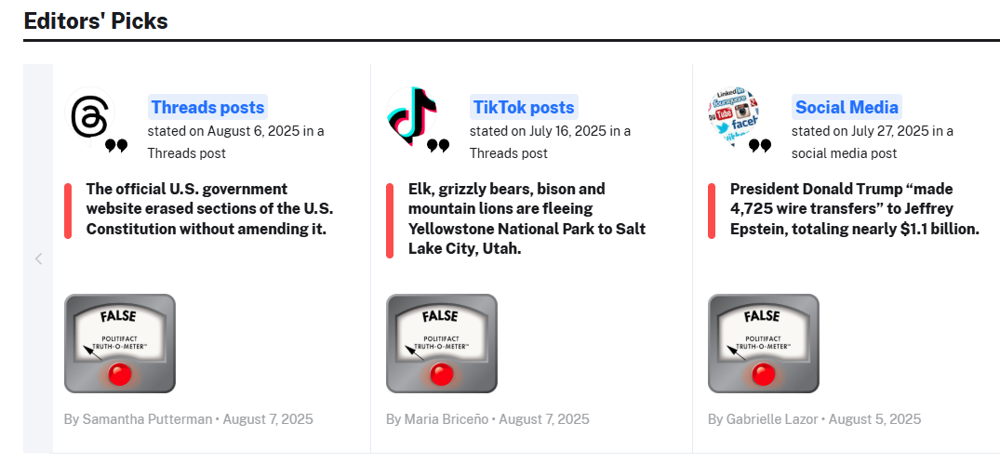 Editors' Picks
Threads posts
stated on August 6, 2025 in a
Threads post
The official U.S. government
website erased sections of the U.S.
Constitution without amending it.
FALSE
POLITIFACT
TRUTH-O-METER™
By Samantha Putterman • August 7, 2025
TikTok posts
stated on July 16, 2025 in a
Threads post
Elk, grizzly bears, bison and
mountain lions are fleeing
Yellowstone National Park to Salt
Lake City, Utah.
FALSE
POLITIFACT
TRUTH-O-METER™
By Maria Briceño • August 7, 2025
Linked in
foursquare
Tube
facef
Social Media
stated on July 27, 2025 in a
social media post
President Donald Trump “made
4,725 wire transfers” to Jeffrey
Epstein, totaling nearly $1.1 billion.
FALSE
POLITIFACT
TRUTH-O-METER™
By Gabrielle Lazor • August 5, 2025